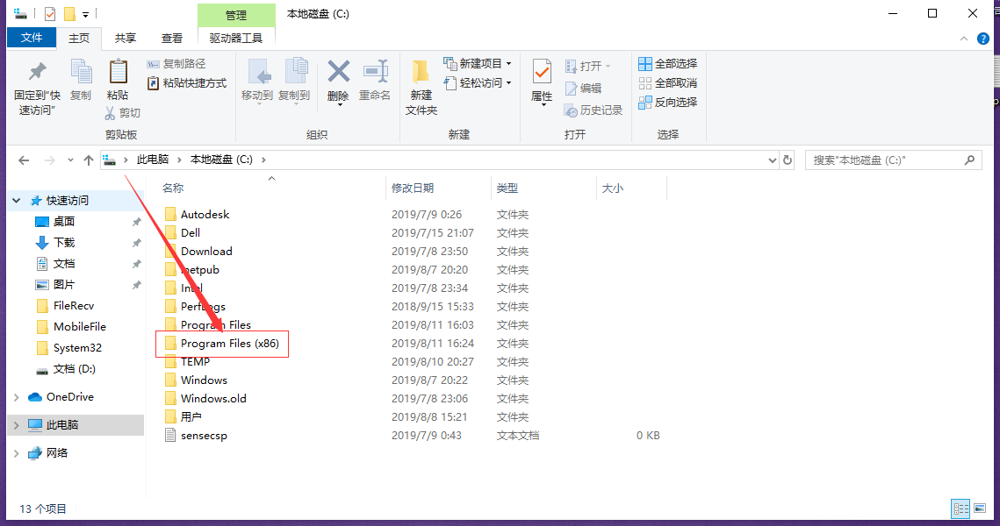 管理
本地磁盘 (C:)
文件
主页
共享
查看
驱动器工具
固定到"快速访问"
复制
粘贴
复制路径
粘贴快捷方式
剪切
剪贴板
移动到
复制到
删除
重命名
组织
新建
文件夹
新建项目
轻松访问
新建
属性
打开
编辑
历史记录
打开
全部选择
全部取消
反向选择
选择
此电脑
本地磁盘 (C:)
搜索"本地磁盘 (C:)"
快速访问
桌面
下载
文档
图片
FileRecv
MobileFile
System32
文档 (D:)
OneDrive
此电脑
网络
名称 修改日期 类型 大小
Autodesk 2019/7/9 0:26 文件夹
Dell 2019/7/15 21:07 文件夹
Download 2019/7/8 23:50 文件夹
inetpub 2019/8/7 20:20 文件夹
Intel 2019/7/8 23:34 文件夹
PerfLogs 2018/9/15 15:33 文件夹
Program Files 2019/8/11 16:03 文件夹
Program Files (x86) 2019/8/11 16:24 文件夹
TEMP 2019/8/10 20:27 文件夹
Windows 2019/8/7 20:22 文件夹
Windows.old 2019/7/8 23:06 文件夹
用户 2019/8/8 15:21 文件夹
sensecsp 2019/7/9 0:43 文本文档 0 KB
13 个项目